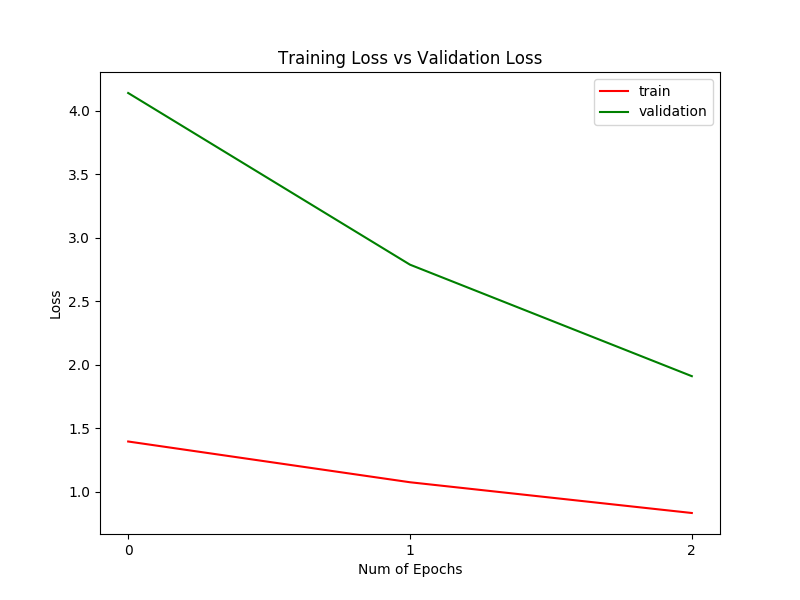 Training Loss vs Validation Loss
train
validation
4.0
3.5
3.0
2.5
2.0
1.5
1.0
Loss
0
1
2
Num of Epochs